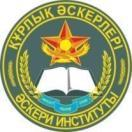 ҚҰРЛЫҚ ӘСКЕРЛЕРІ
ӘСКЕРИ ИНСТИТУТЫ